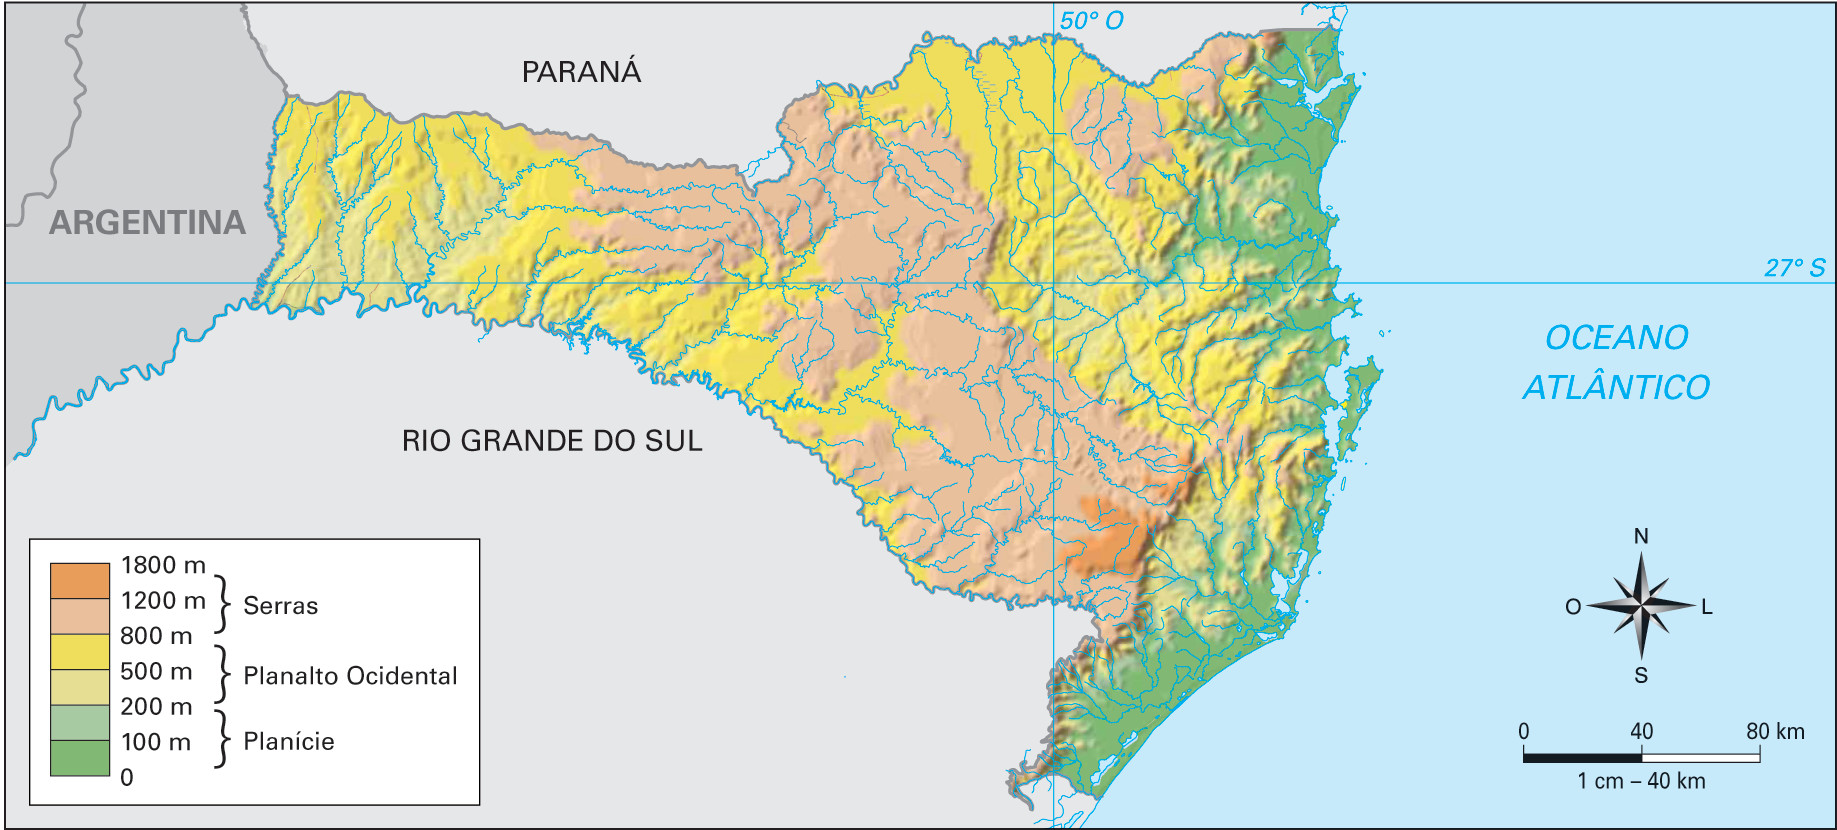 50° O
PARANÁ
ARGENTINA
27° S
OCEANO
ATLÂNTICO
RIO GRANDE DO SUL
1800 m
1200 m
Serras
800 m
500 m
Planalto Ocidental
200 m
100 m
Planície
0
N
O
L
S
0 40 80 km
1 cm – 40 km